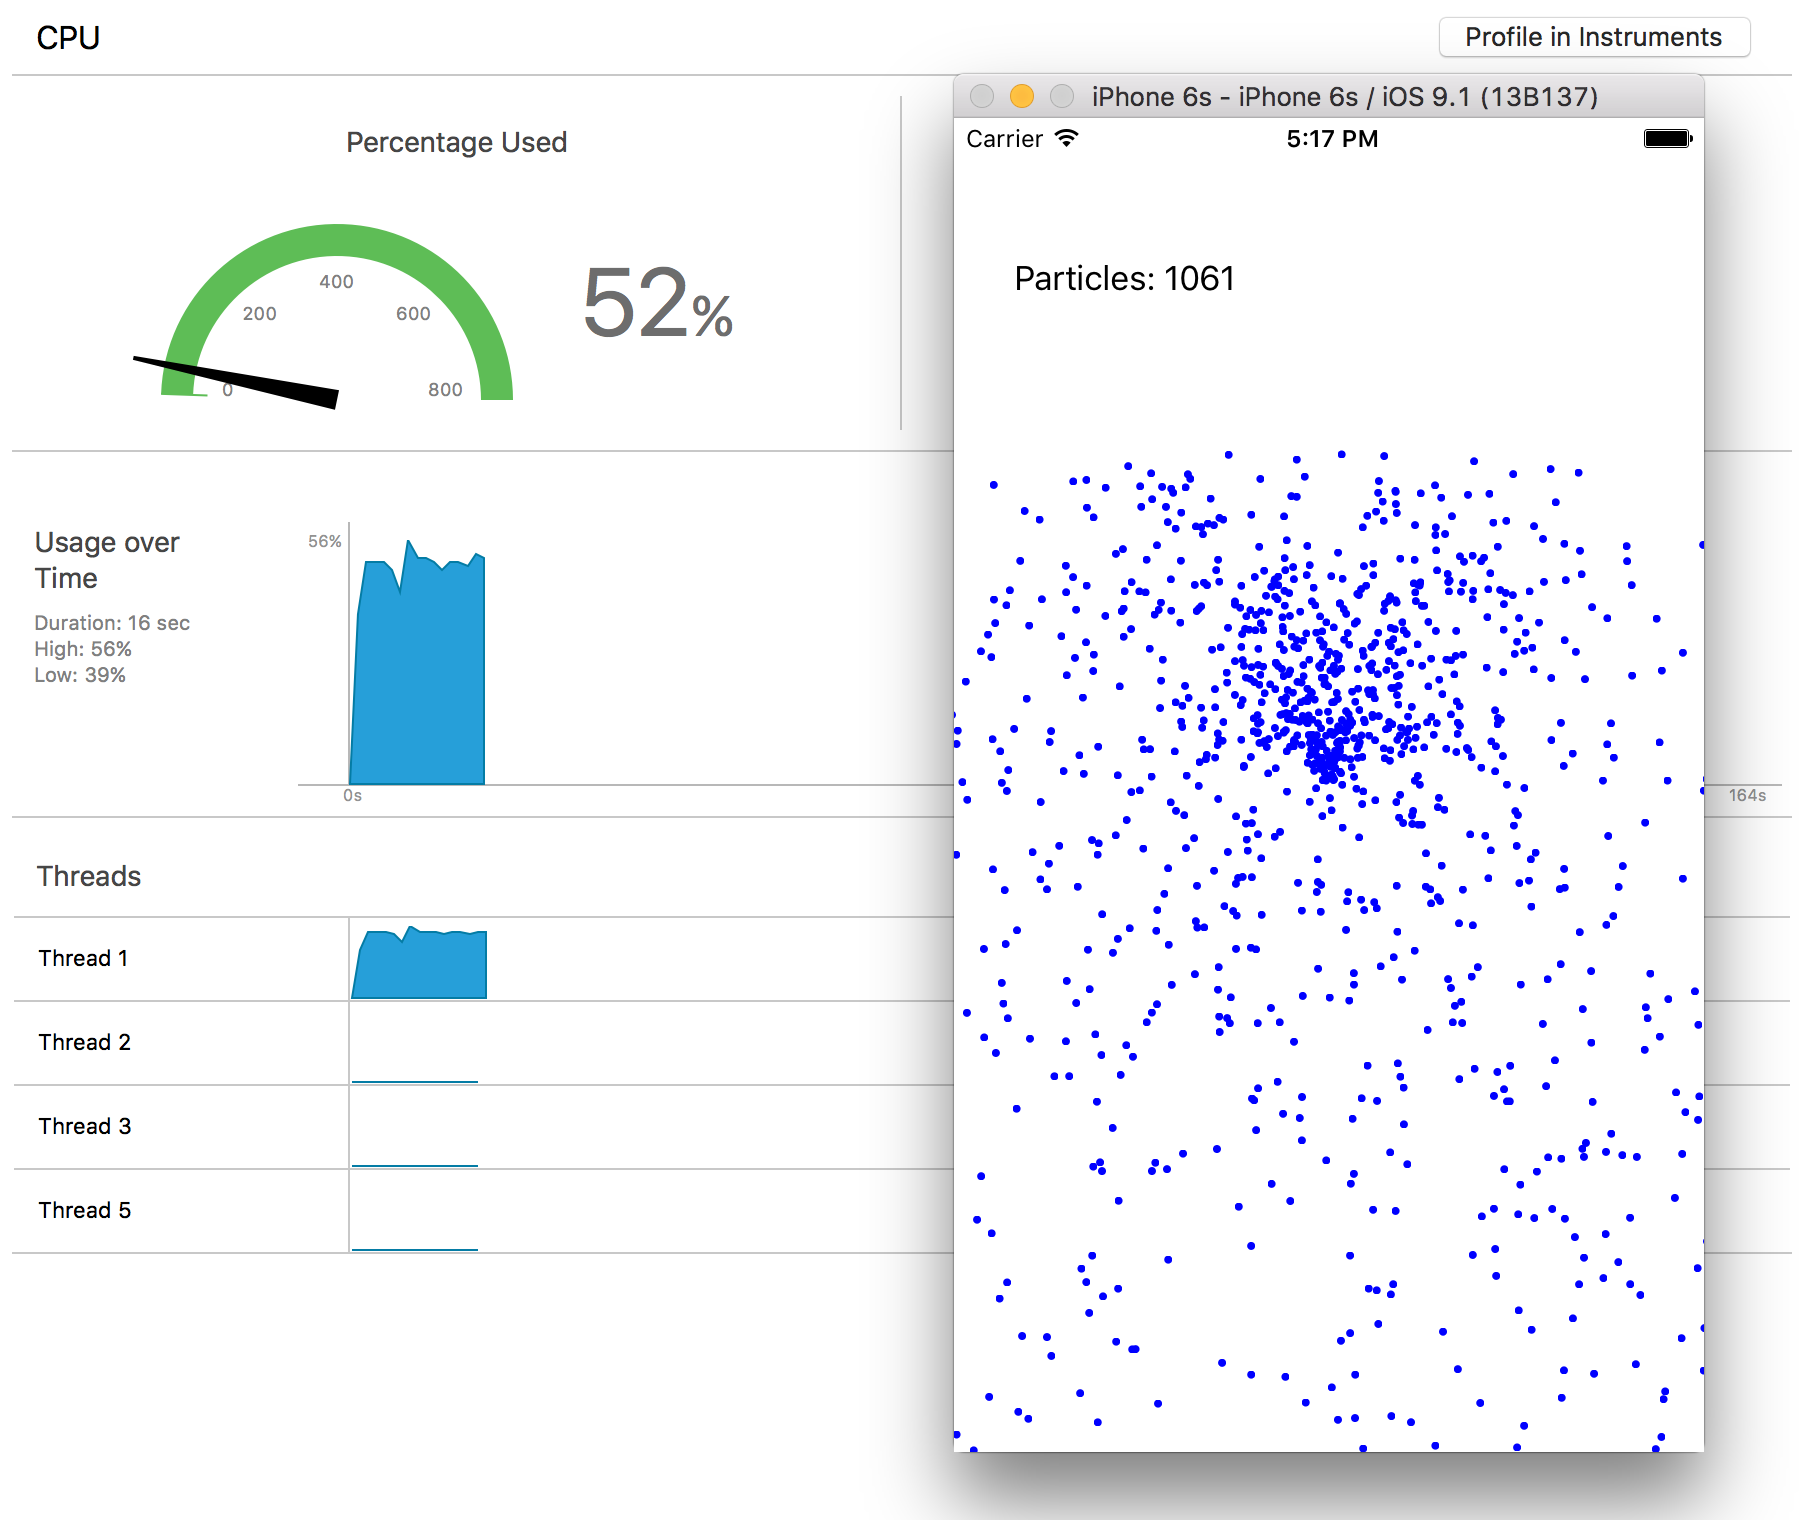 CPU
Profile in Instruments
Percentage Used
0
200
400
600
800
52%
iPhone 6s - iPhone 6s / iOS 9.1 (13B137)
Carrier
5:17 PM
Particles: 1061
Usage over
Time
Duration: 16 sec
High: 56%
Low: 39%
56%
0s
164s
Threads
Thread 1
Thread 2
Thread 3
Thread 5